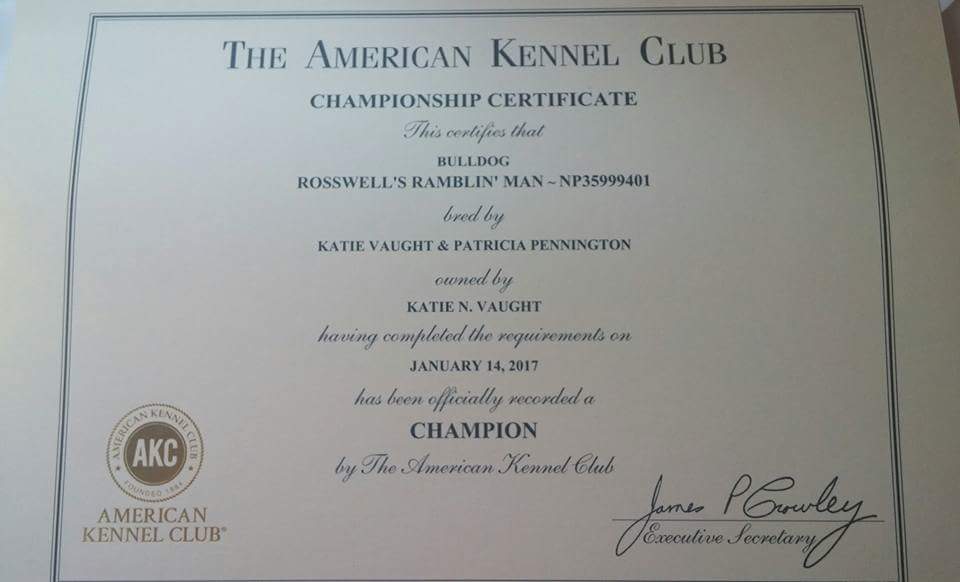 THE AMERICAN KENNEL CLUB
CHAMPIONSHIP CERTIFICATE
This certifies that
BULLDOG
ROSSWELL'S RAMBLIN' MAN ~ NP35999401
bred by
KATIE VAUGHT & PATRICIA PENNINGTON
owned by
KATIE N. VAUGHT
having completed the requirements on
JANUARY 14, 2017
has been officially recorded a
CHAMPION
by The American Kennel Club
AMERICAN KENNEL CLUB
AKC
FOUNDED 1884
AMERICAN
KENNEL CLUB®
James P Crowley
Executive Secretary